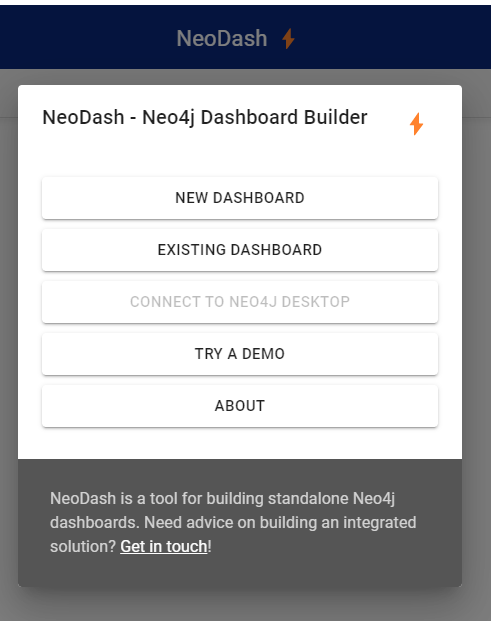 NeoDash
NeoDash - Neo4j Dashboard Builder
NEW DASHBOARD
EXISTING DASHBOARD
CONNECT TO NEO4J DESKTOP
TRY A DEMO
ABOUT
NeoDash is a tool for building standalone Neo4j
dashboards. Need advice on building an integrated
solution? Get in touch!